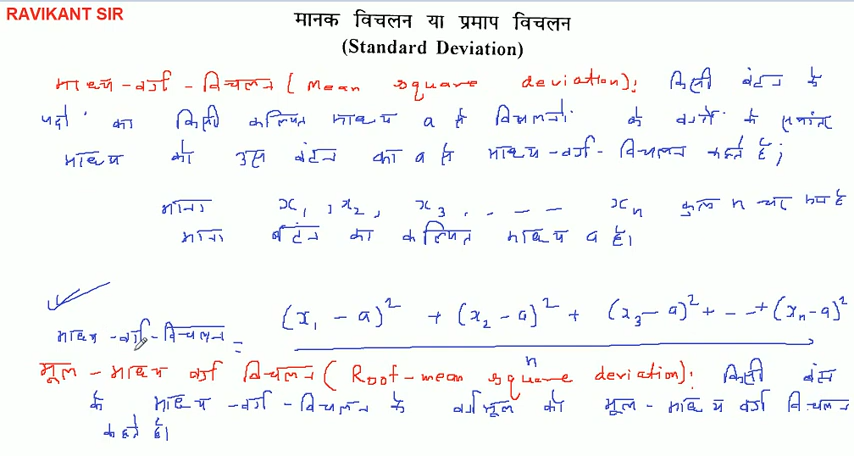 RAVIKANT SIR
मानक विचलन या प्रमाप विचलन
(Standard Deviation)
माध्य-वर्ग-विचलन (Mean square deviation): किसी बंटन के
पदों का किसी कल्पित माध्य a से विचलनों के वर्गों के समांतर
माध्य को उस बंटन का a से माध्य-वर्ग-विचलन कहते हैं;
माना x₁, x₂, x₃, - - - xₙ कुल n चर मान है
माना बंटन का कल्पित माध्य a है।
माध्य-वर्ग-विचलन = (x₁ - a)² + (x₂ - a)² + (x₃ - a)² + - - + (xₙ - a)²
n
मूल-माध्य वर्ग विचलन (Root-mean square deviation): किसी बंटन
के माध्य-वर्ग-विचलन के वर्गमूल को मूल-माध्य वर्ग विचलन
कहते हैं।